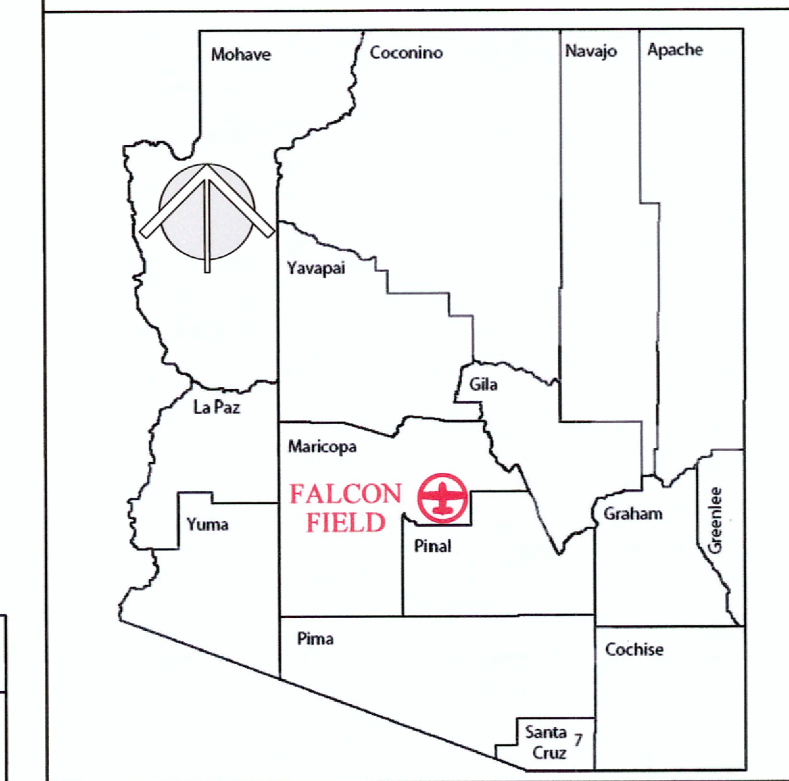 Mohave
Coconino
Navajo
Apache
Yavapai
Gila
La Paz
Maricopa
FALCON
FIELD
Yuma
Pinal
Graham
Greenlee
Pima
Cochise
Santa 7
Cruz